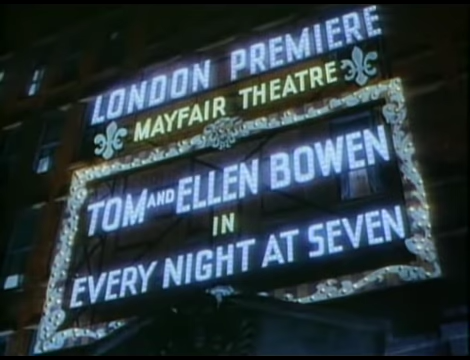 LONDON PREMIERE
MAYFAIR THEATRE
TOM AND ELLEN BOWEN
IN
EVERY NIGHT AT SEVEN